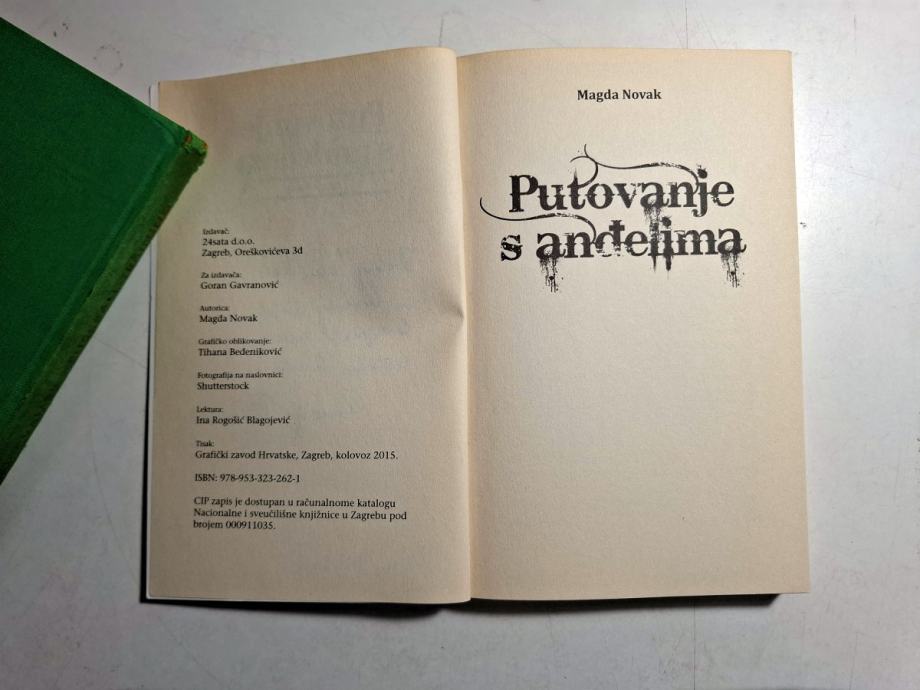 Izdavač:
24sata d.o.o.
Zagreb, Oreškovićeva 3d
Za izdavača:
Goran Gavranović
Autorica:
Magda Novak
Grafičko oblikovanje:
Tihana Bedeniković
Fotografija na naslovnici:
Shutterstock
Lektura:
Ina Rogošić Blagojević
Tisak:
Grafički zavod Hrvatske, Zagreb, kolovoz 2015.
ISBN: 978-953-323-262-1
CIP zapis je dostupan u računalnome katalogu
Nacionalne i sveučilišne knjižnice u Zagrebu pod
brojem 000911035.
Magda Novak
Putovanje
s anđelima